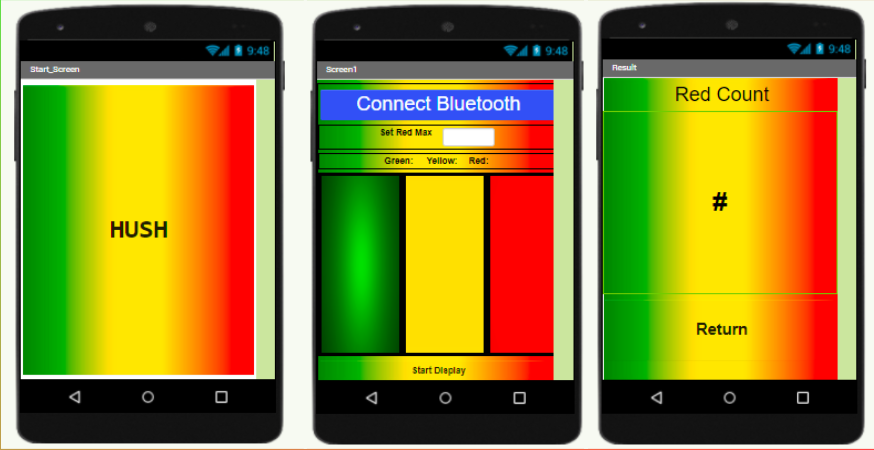 9:48
Start_Screen
HUSH
9:48
Screen1
Connect Bluetooth
Set Red Max
Green: Yellow: Red:
Start Display
9:48
Result
Red Count
#
Return